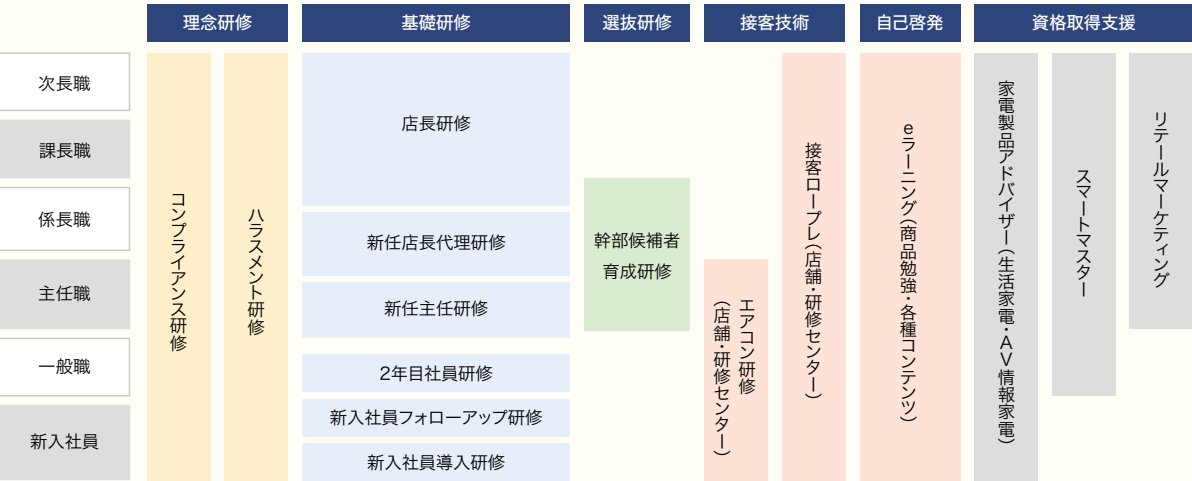 理念研修
基礎研修
選抜研修
接客技術
自己啓発
資格取得支援
次長職
課長職
係長職
主任職
一般職
新入社員
コンプライアンス研修
ハラスメント研修
店長研修
新任店長代理研修
新任主任研修
2年目社員研修
新入社員フォローアップ研修
新入社員導入研修
幹部候補者
育成研修
エアコン研修
（店舗・研修センター）
接客ロープレ（店舗・研修センター）
eラーニング（商品勉強・各種コンテンツ）
家電製品アドバイザー（生活家電・AV情報家電）
スマートマスター
リテールマーケティング